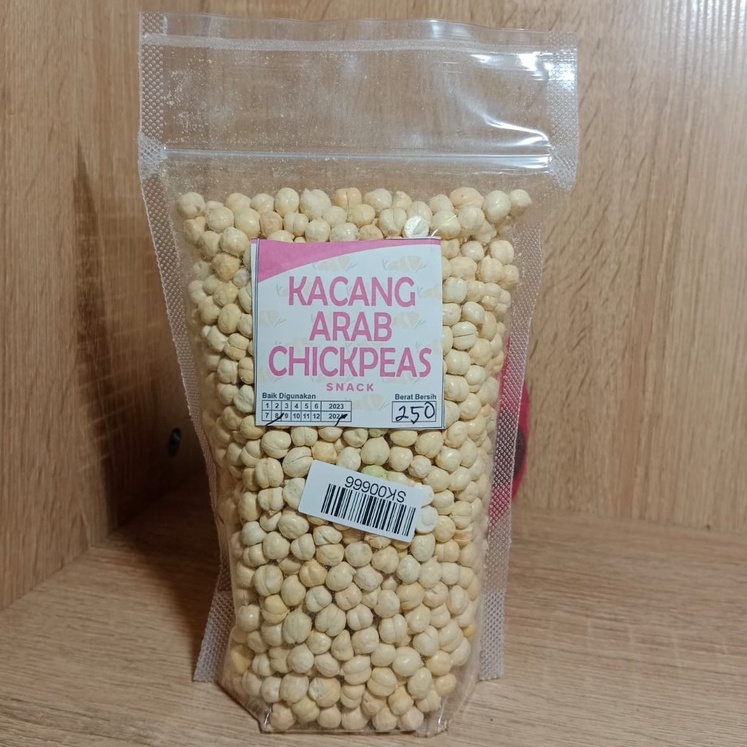 KACANG
ARAB
CHICKPEAS
SNACK
Baik Digunakan Berat Bersih
1 2 3 4 5 6 2023
7 8 9 10 11 12 250
SK00666